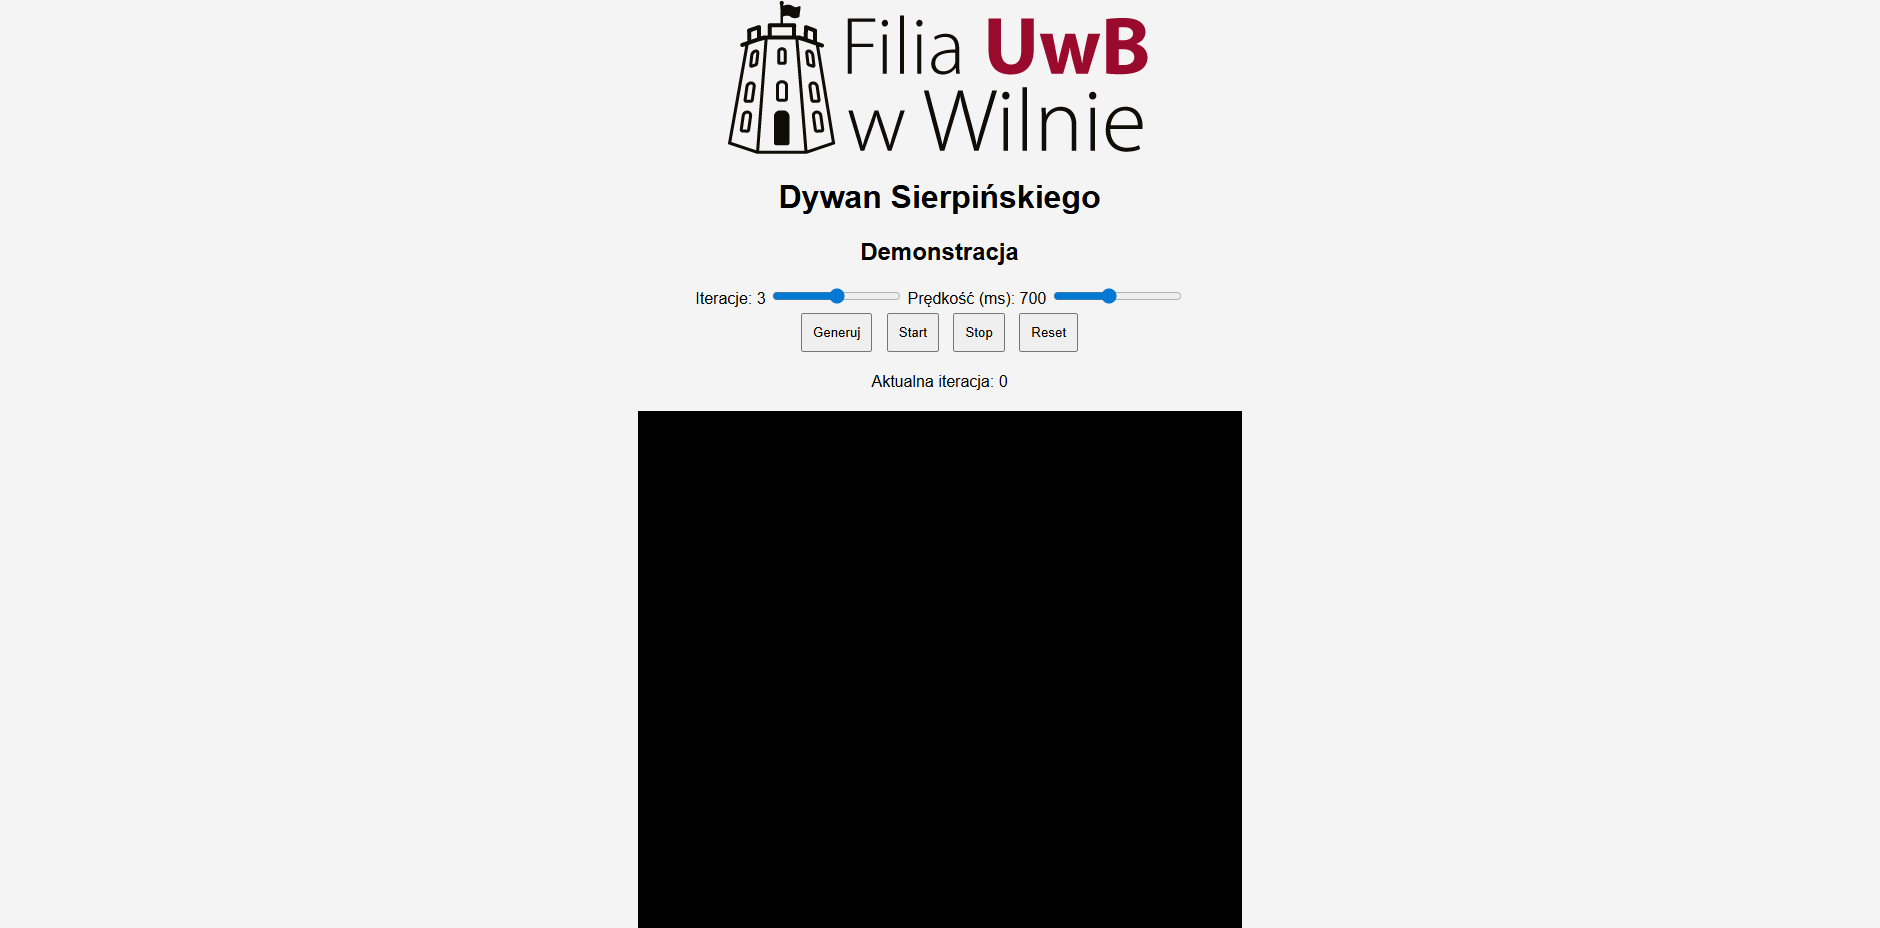 Filia UwB
w Wilnie
Dywan Sierpińskiego
Demonstracja
Iteracje: 3 Prędkość (ms): 700
Generuj Start Stop Reset
Aktualna iteracja: 0